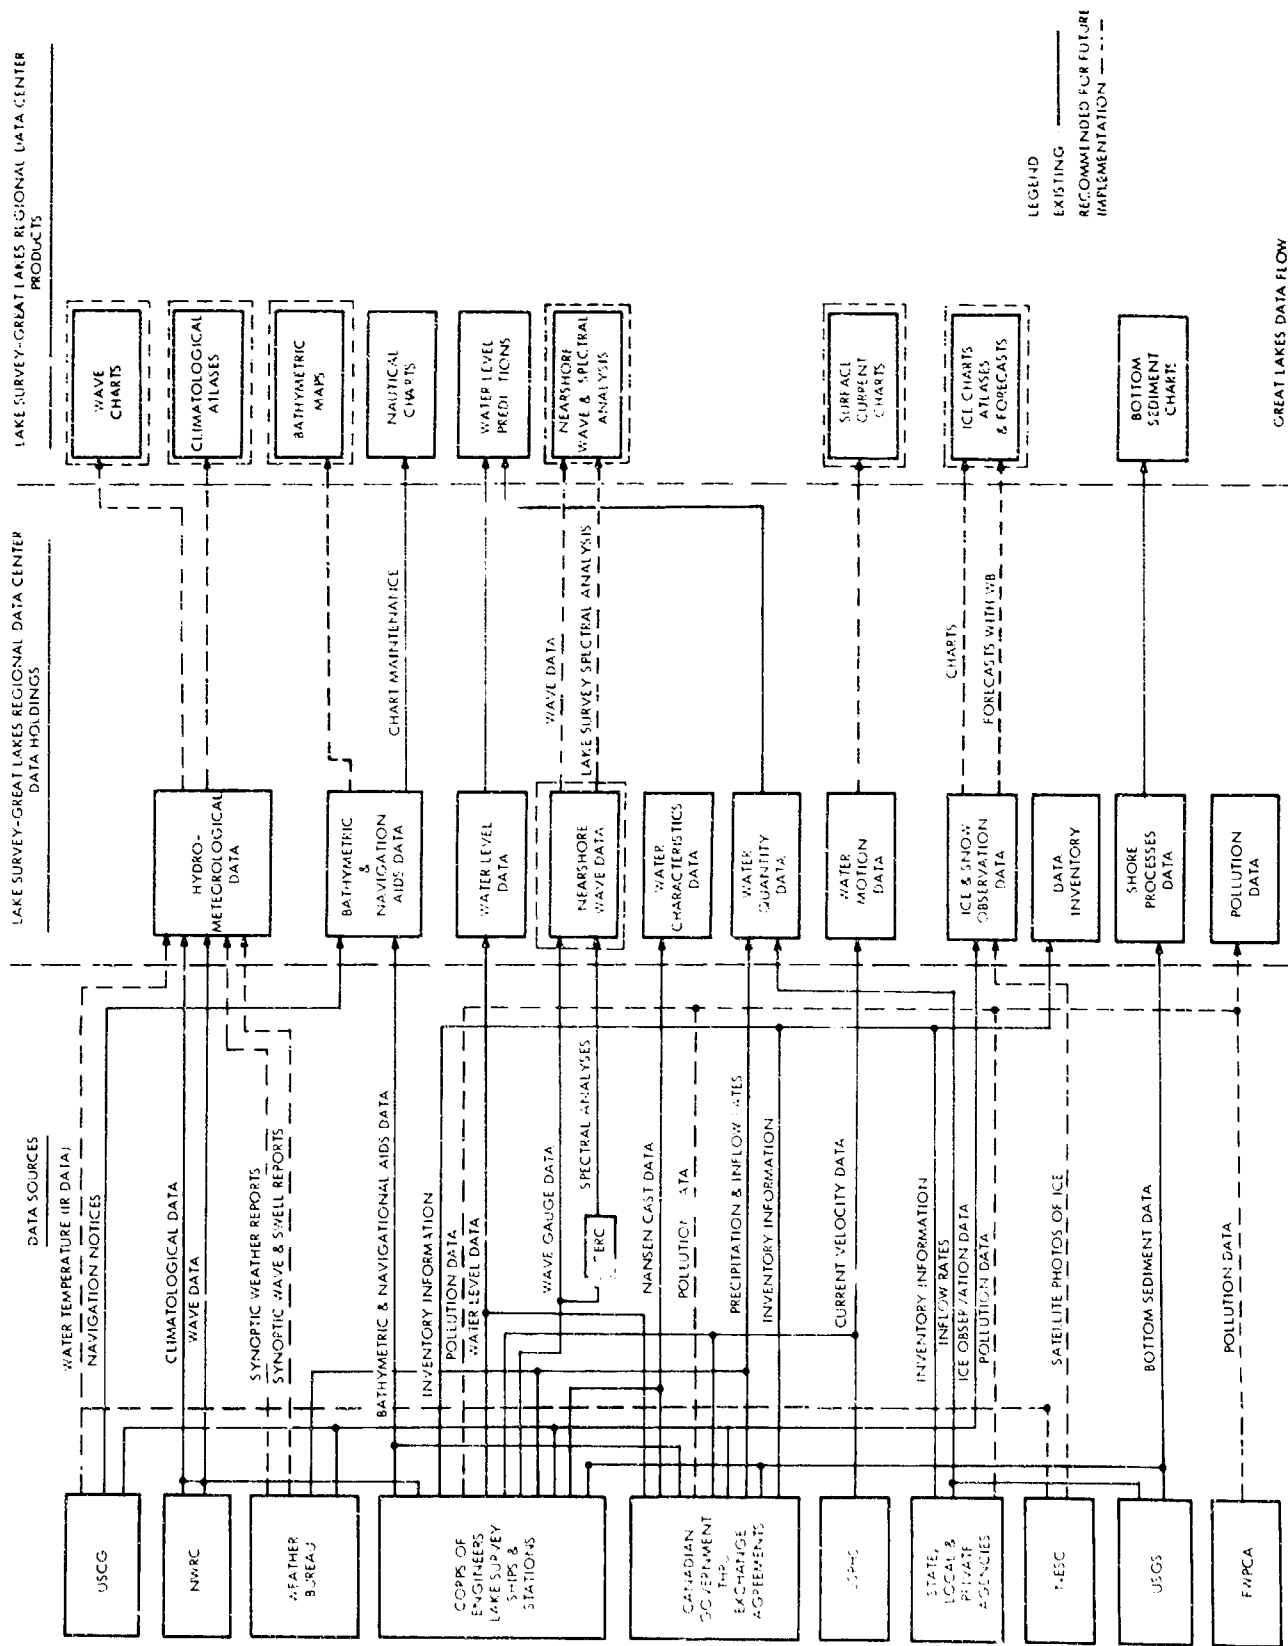 LAKE SURVEY-GREAT LAKES REGIONAL DATA CENTER
PRODUCTS
WAVE
CHARTS
CLIMATOLOGICAL
ATLASES
BATHYMETRIC
MAPS
NAUTICAL
CHARTS
WATER LEVEL
NEARSHORE
WAVE & SPECTRAL
ANALYSIS
SURFACE
CURRENT
CHARTS
ICE CHARTS
ATLASES
& FORECASTS
BOTTOM
SEDIMENT
CHARTS
LEGEND
EXISTING
RECOMMENDED FOR FUTURE
IMPLEMENTATION
GREAT LAKES DATA FLOW
LAKE SURVEY-GREAT LAKES REGIONAL DATA CENTER
DATA HOLDINGS
CHART MAINTENANCE
WAVE DATA
LAKE SURVEY SPECTRAL ANALYSIS
CHARTS
FORECASTS WITH WB
HYDRO-
METEOROLOGICAL
DATA
BATHYMETRIC
&
NAVIGATION
AIDS DATA
WATER LEVEL
DATA
NEARSHORE
WAVE DATA
WATER
CHARACTERISTICS
DATA
WATER
QUANTITY
DATA
WATER
MOTION
DATA
ICE & SNOW
OBSERVATION
DATA
DATA
INVENTORY
SHORE
PROCESSES
DATA
POLLUTION
DATA
DATA SOURCES
WATER TEMPERATURE (IR DATA)
NAVIGATION NOTICES
CLIMATOLOGICAL DATA
WAVE DATA
SYNOPTIC WEATHER REPORTS
SYNOPTIC WAVE & SWELL REPORTS
BATHYMETRIC & NAVIGATIONAL AIDS DATA
INVENTORY INFORMATION
POLLUTION DATA
WATER LEVEL DATA
WAVE GAUGE DATA
SPECTRAL ANALYSES
NANSEN CAST DATA
POLLUTION
PRECIPITATION & INFLOW
INVENTORY INFORMATION
CURRENT VELOCITY DATA
INVENTORY INFORMATION
INFLOW RATES
ICE OBSERVATION DATA
POLLUTION DATA
SATELLITE PHOTOS OF ICE
BOTTOM SEDIMENT DATA
POLLUTION DATA
USCG
NWRC
WEATHER
BUREAU
CORPS OF
ENGINEERS
LAKE SURVEY
SHIPS &
STATIONS
CANADIAN
GOVERNMENT
THRU
EXCHANGE
AGREEMENTS
STATE,
LOCAL &
PRIVATE
AGENCIES
NESC
USGS
FWPCA